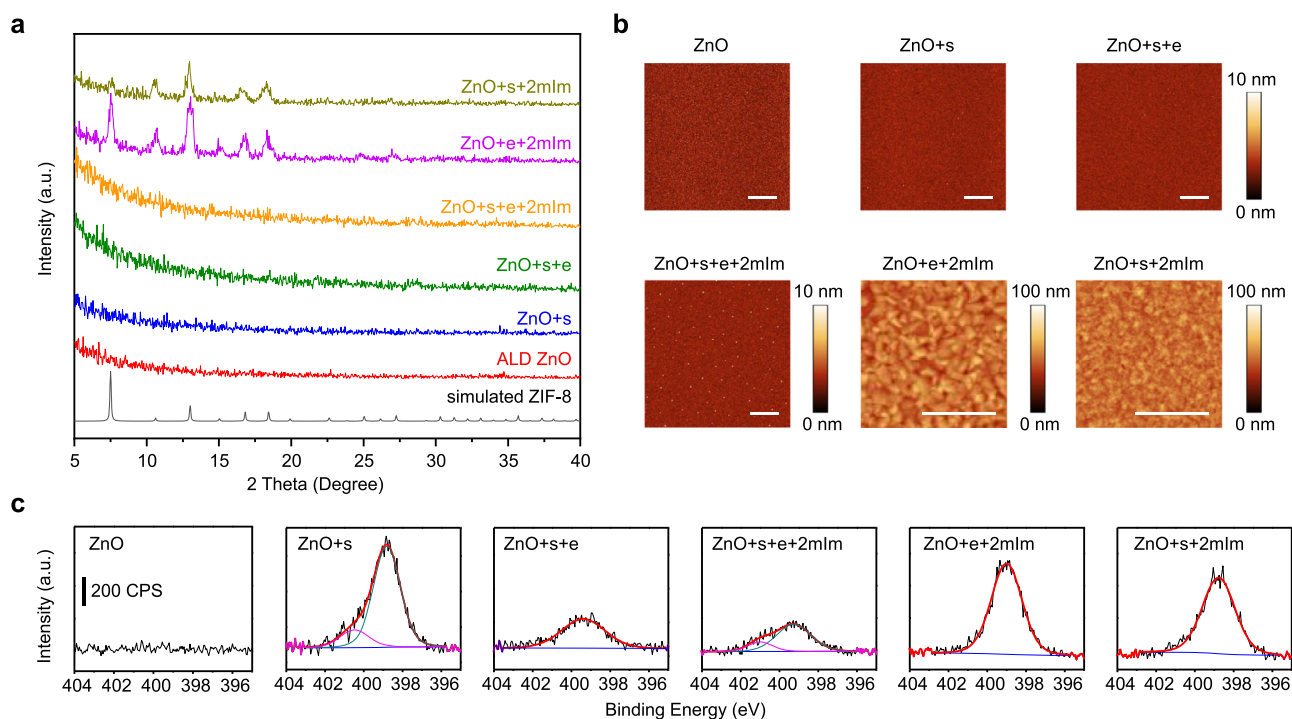 a
Intensity (a.u.)
ZnO+s+2mIm
ZnO+e+2mIm
ZnO+s+e+2mIm
ZnO+s+e
ZnO+s
ALD ZnO
simulated ZIF-8
5 10 15 20 25 30 35 40
2 Theta (Degree)
b
ZnO ZnO+s ZnO+s+e
10 nm
0 nm
ZnO+s+e+2mIm ZnO+e+2mIm ZnO+s+2mIm
10 nm 100 nm 100 nm
0 nm 0 nm 0 nm
c
Intensity (a.u.)
ZnO ZnO+s ZnO+s+e ZnO+s+e+2mIm ZnO+e+2mIm ZnO+s+2mIm
200 CPS
404 402 400 398 396 404 402 400 398 396 404 402 400 398 396 404 402 400 398 396 404 402 400 398 396 404 402 400 398 396
Binding Energy (eV)